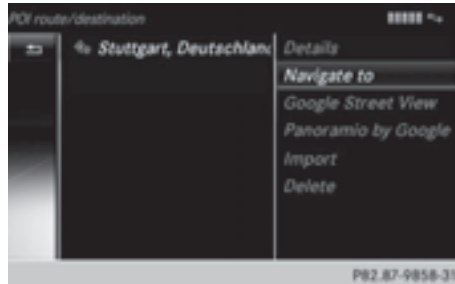 POI route/destination
Stuttgart, Deutschland
Details
Navigate to
Google Street View
Panoramio by Google
Import
Delete
P82.87-9858-31